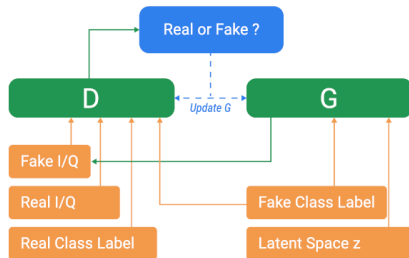 Real or Fake ?
D
G
Update G
Fake I/Q
Real I/Q
Fake Class Label
Real Class Label
Latent Space z